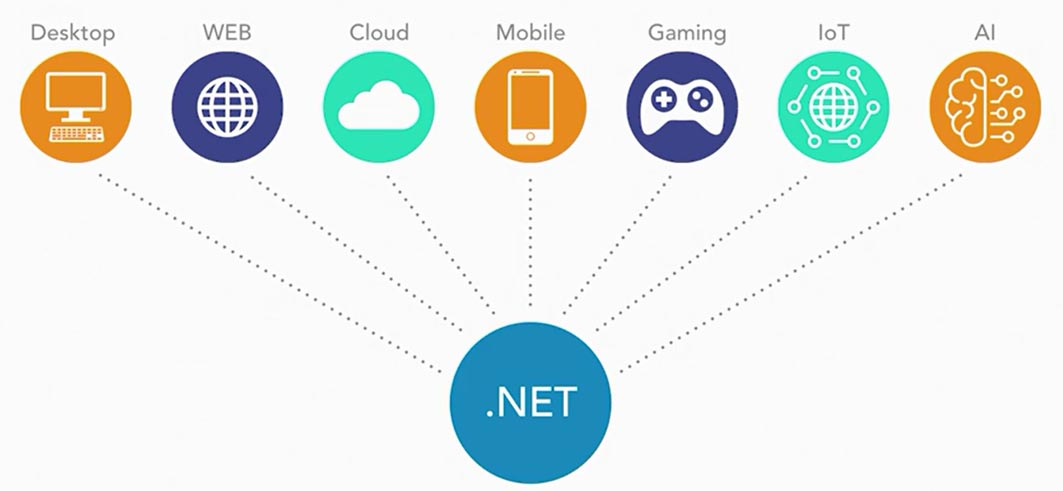 Desktop
WEB
Cloud
Mobile
Gaming
IoT
AI
.NET